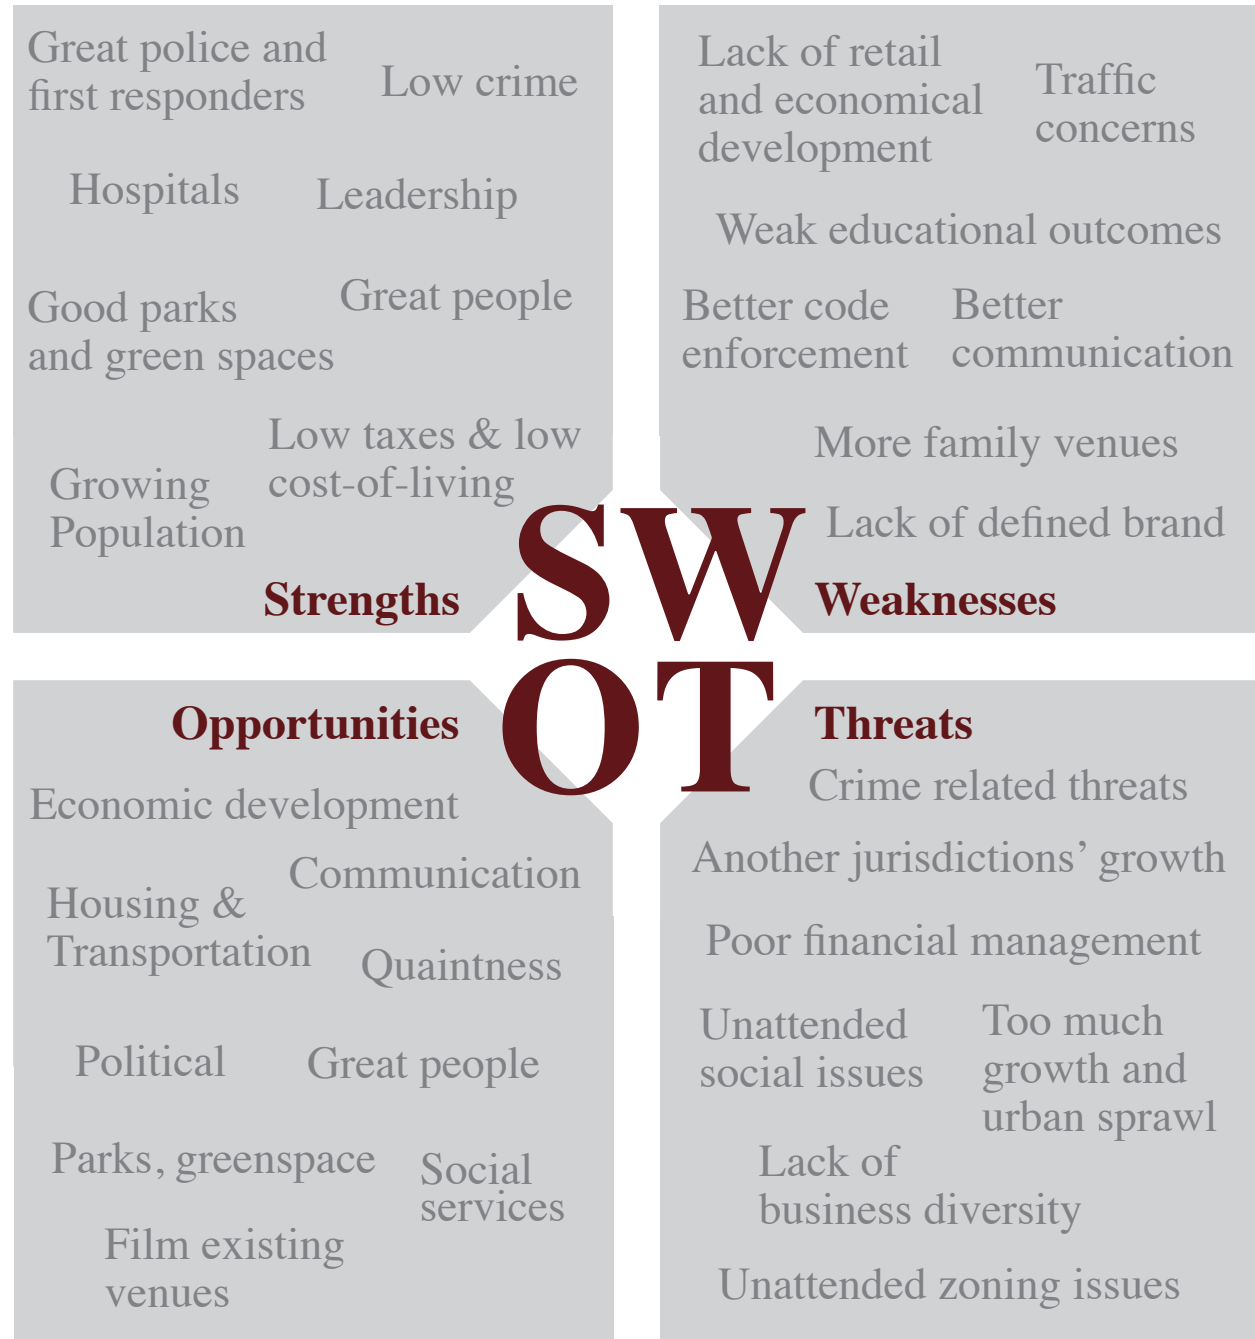 Great police and
first responders
Low crime
Hospitals
Leadership
Good parks
and green spaces
Great people
Low taxes & low
cost-of-living
Growing
Population
Strengths
Lack of retail
and economical
development
Traffic
concerns
Weak educational outcomes
Better code
enforcement
Better
communication
More family venues
Lack of defined brand
Weaknesses
SW
OT
Opportunities
Economic development
Communication
Housing &
Transportation
Quaintness
Political
Great people
Parks, greenspace
Social
services
Film existing
venues
Threats
Crime related threats
Another jurisdictions’ growth
Poor financial management
Unattended
social issues
Too much
growth and
urban sprawl
Lack of
business diversity
Unattended zoning issues